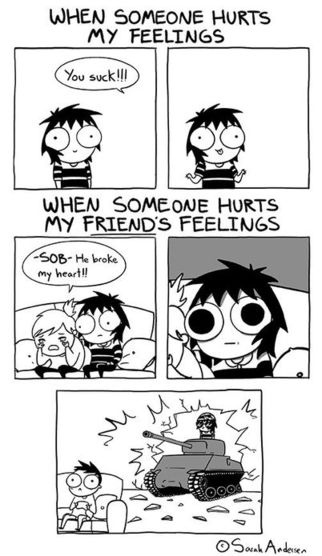 WHEN SOMEONE HURTS
MY FEELINGS
You suck!!!
WHEN SOMEONE HURTS
MY FRIEND'S FEELINGS
-SOB- He broke
my heart!!
©Sarah Andersen